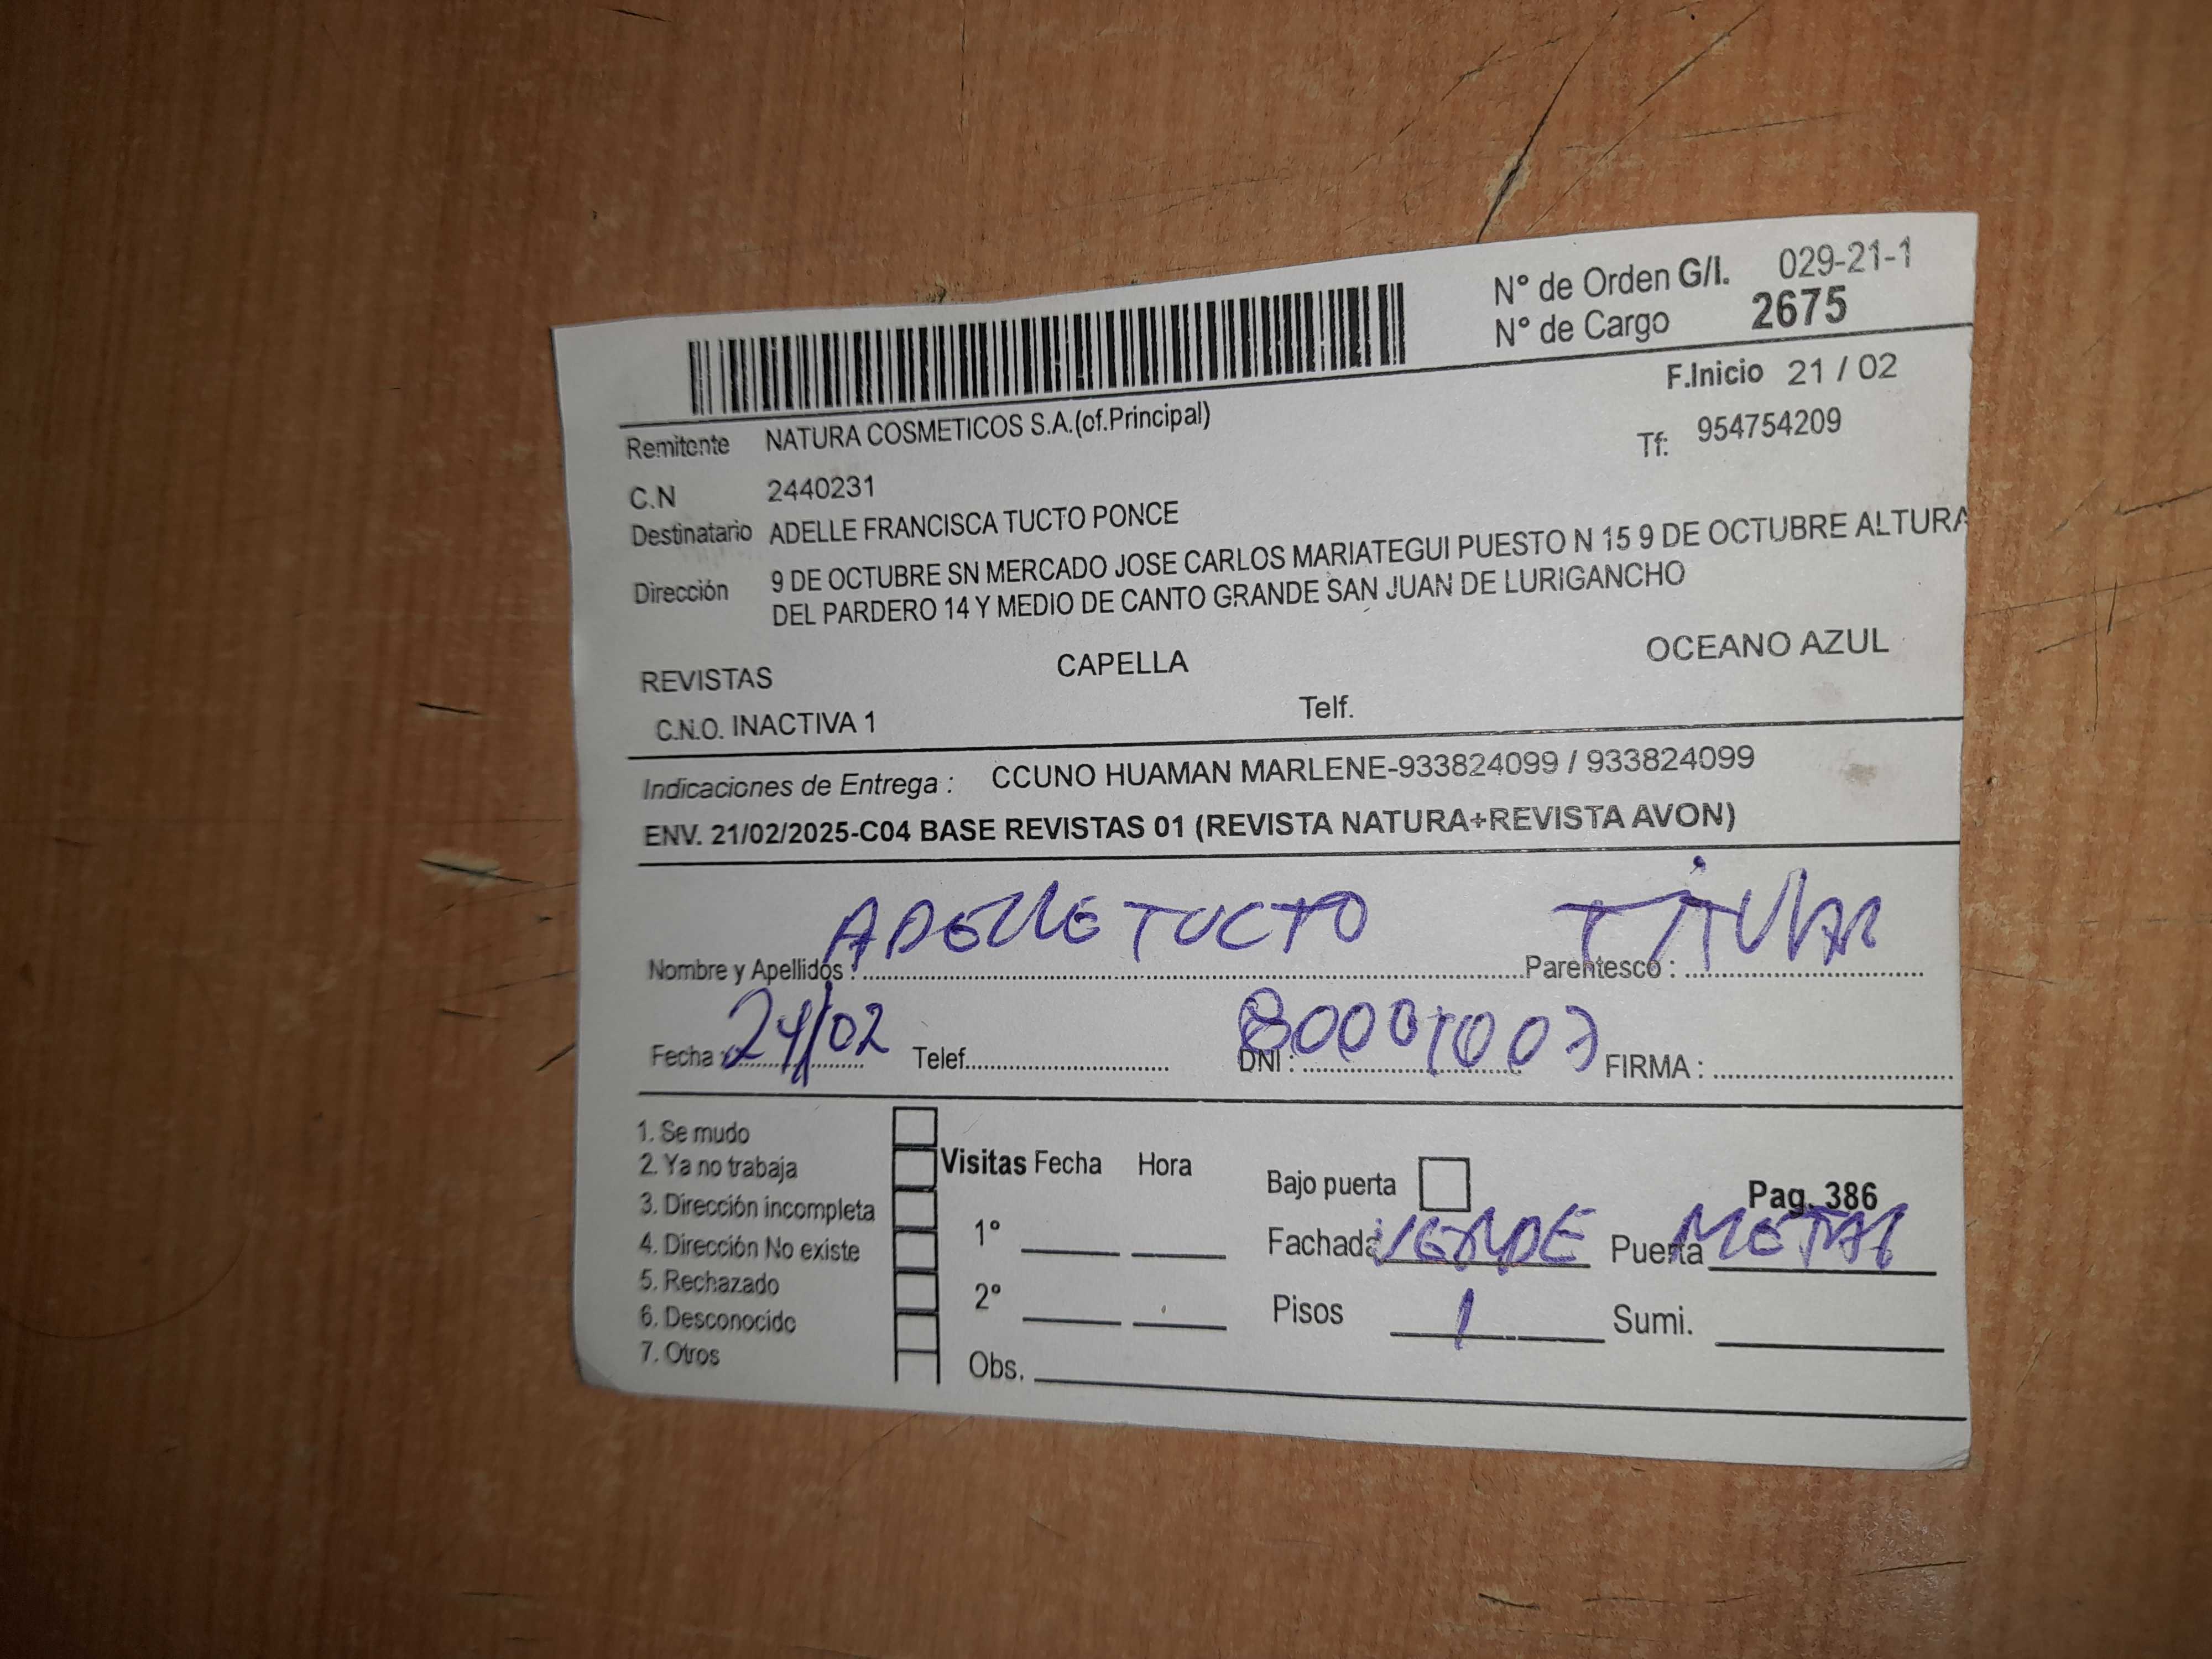 N° de Orden G/I. 029-21-1
N° de Cargo 2675
F.Inicio 21 / 02
Remitente NATURA COSMETICOS S.A.(of.Principal)
Tf: 954754209
C.N 2440231
Destinatario ADELLE FRANCISCA TUCTO PONCE
Dirección 9 DE OCTUBRE SN MERCADO JOSE CARLOS MARIATEGUI PUESTO N 15 9 DE OCTUBRE ALTURA
DEL PARDERO 14 Y MEDIO DE CANTO GRANDE SAN JUAN DE LURIGANCHO
REVISTAS CAPELLA OCEANO AZUL
C.N.O. INACTIVA 1 Telf.
Indicaciones de Entrega : CCUNO HUAMAN MARLENE-933824099 / 933824099
ENV. 21/02/2025-C04 BASE REVISTAS 01 (REVISTA NATURA+REVISTA AVON)
Nombre y Apellidos : ADELLE TUCTO Parentesco : TITULAR
Fecha : 24/02 Telef. DNI : 80001007 FIRMA :
1. Se mudo
2. Ya no trabaja
3. Dirección incompleta
4. Dirección No existe
5. Rechazado
6. Desconocido
7. Otros
Visitas Fecha Hora
1°
2°
Obs.
Bajo puerta Pag. 386
Fachada VERDE Puerta METAL
Pisos 1 Sumi.